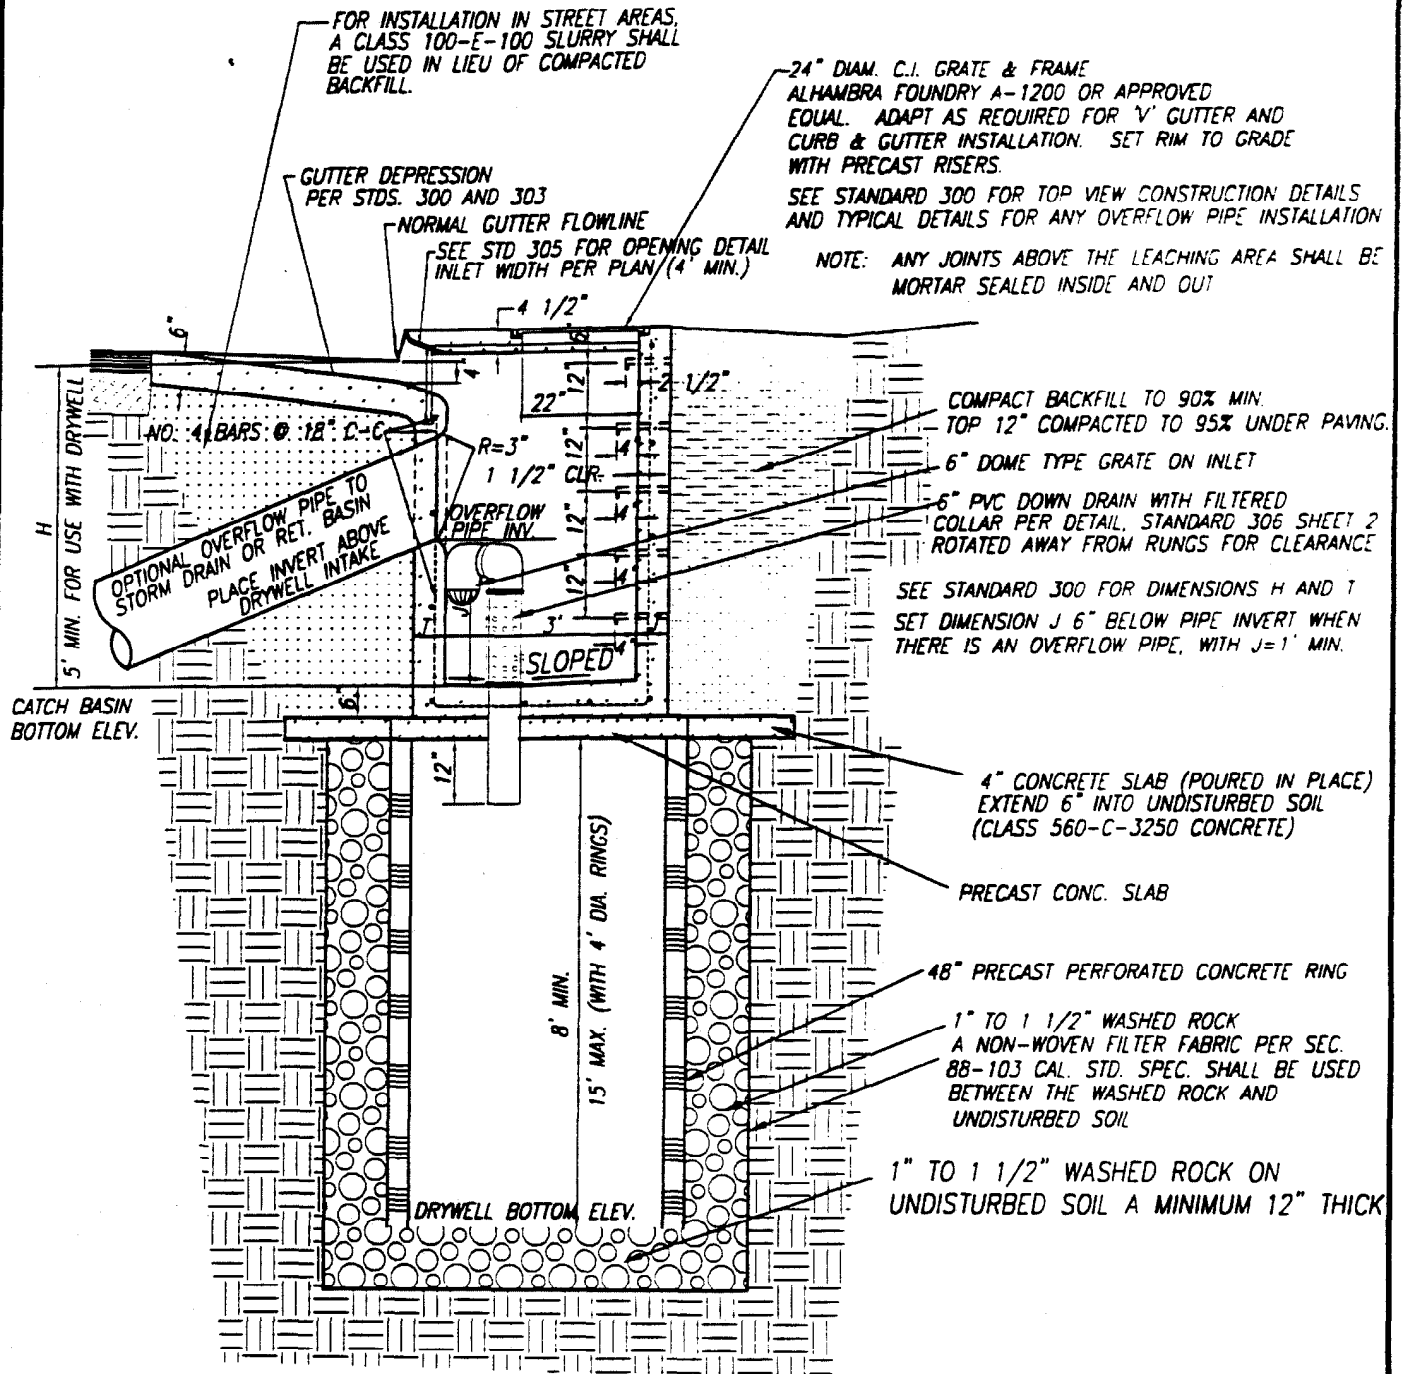 FOR INSTALLATION IN STREET AREAS,
A CLASS 100-E-100 SLURRY SHALL
BE USED IN LIEU OF COMPACTED
BACKFILL.
24" DIAM. C.I. GRATE & FRAME
ALHAMBRA FOUNDRY A-1200 OR APPROVED
EQUAL. ADAPT AS REQUIRED FOR 'V' GUTTER AND
CURB & GUTTER INSTALLATION. SET RIM TO GRADE
WITH PRECAST RISERS.
SEE STANDARD 300 FOR TOP VIEW CONSTRUCTION DETAILS
AND TYPICAL DETAILS FOR ANY OVERFLOW PIPE INSTALLATION
NOTE: ANY JOINTS ABOVE THE LEACHING AREA SHALL BE
MORTAR SEALED INSIDE AND OUT
GUTTER DEPRESSION
PER STDS. 300 AND 303
NORMAL GUTTER FLOWLINE
SEE STD 305 FOR OPENING DETAIL
INLET WIDTH PER PLAN (4' MIN.)
4 1/2"
6"
6"
4"
12"
2 1/2"
22"
NO. 4 BARS @ 18" C-C
R=3"
1 1/2" CLR.
12"
4"
OVERFLOW
PIPE INV.
12"
4"
12"
4"
H
5' MIN. FOR USE WITH DRYWELL
OPTIONAL OVERFLOW PIPE TO
STORM DRAIN OR RET. BASIN
PLACE INVERT ABOVE
DRYWELL INTAKE
J
T
3'
T
4"
SLOPED
6"
CATCH BASIN
BOTTOM ELEV.
COMPACT BACKFILL TO 90% MIN.
TOP 12" COMPACTED TO 95% UNDER PAVING.
6" DOME TYPE GRATE ON INLET
6" PVC DOWN DRAIN WITH FILTERED
COLLAR PER DETAIL, STANDARD 306 SHEET 2
ROTATED AWAY FROM RUNGS FOR CLEARANCE
SEE STANDARD 300 FOR DIMENSIONS H AND T
SET DIMENSION J 6" BELOW PIPE INVERT WHEN
THERE IS AN OVERFLOW PIPE, WITH J=1' MIN.
12"
8' MIN.
15' MAX. (WITH 4' DIA. RINGS)
4" CONCRETE SLAB (POURED IN PLACE)
EXTEND 6" INTO UNDISTURBED SOIL
(CLASS 560-C-3250 CONCRETE)
PRECAST CONC. SLAB
48" PRECAST PERFORATED CONCRETE RING
1" TO 1 1/2" WASHED ROCK
A NON-WOVEN FILTER FABRIC PER SEC.
88-103 CAL. STD. SPEC. SHALL BE USED
BETWEEN THE WASHED ROCK AND
UNDISTURBED SOIL
1" TO 1 1/2" WASHED ROCK ON
UNDISTURBED SOIL A MINIMUM 12" THICK
DRYWELL BOTTOM ELEV.